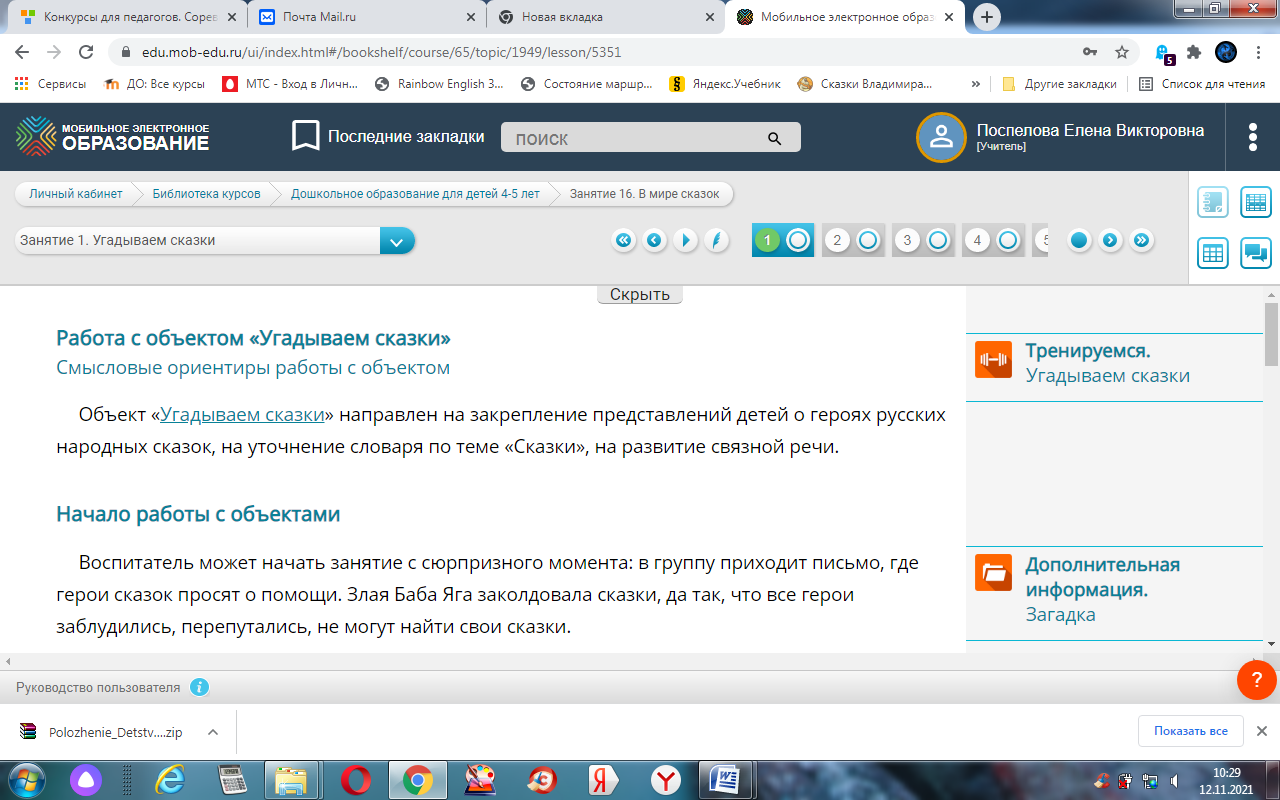 Конкурсы для педагогов. Сорев
Почта Mail.ru
Новая вкладка
Мобильное электронное образ
edu.mob-edu.ru/ui/index.html#/bookshelf/course/65/topic/1949/lesson/5351
5
Сервисы
ДО: Все курсы
МТС - Вход в Личн...
Rainbow English 3...
Состояние маршр...
Яндекс.Учебник
Сказки Владимира...
»
Другие закладки
Список для чтения
МОБИЛЬНОЕ ЭЛЕКТРОННОЕ
ОБРАЗОВАНИЕ
Последние закладки
поиск
Поспелова Елена Викторовна
[Учитель]
Личный кабинет
Библиотека курсов
Дошкольное образование для детей 4-5 лет
Занятие 16. В мире сказок
Занятие 1. Угадываем сказки
1
2
3
4
5
Скрыть
Работа с объектом «Угадываем сказки»
Смысловые ориентиры работы с объектом
Объект «Угадываем сказки» направлен на закрепление представлений детей о героях русских
народных сказок, на уточнение словаря по теме «Сказки», на развитие связной речи.
Начало работы с объектами
Воспитатель может начать занятие с сюрпризного момента: в группу приходит письмо, где
герои сказок просят о помощи. Злая Баба Яга заколдовала сказки, да так, что все герои
заблудились, перепутались, не могут найти свои сказки.
Тренируемся.
Угадываем сказки
Дополнительная
информация.
Загадка
?
Руководство пользователя
i
Polozhenie_Detstv....zip
Показать все
10:29
12.11.2021